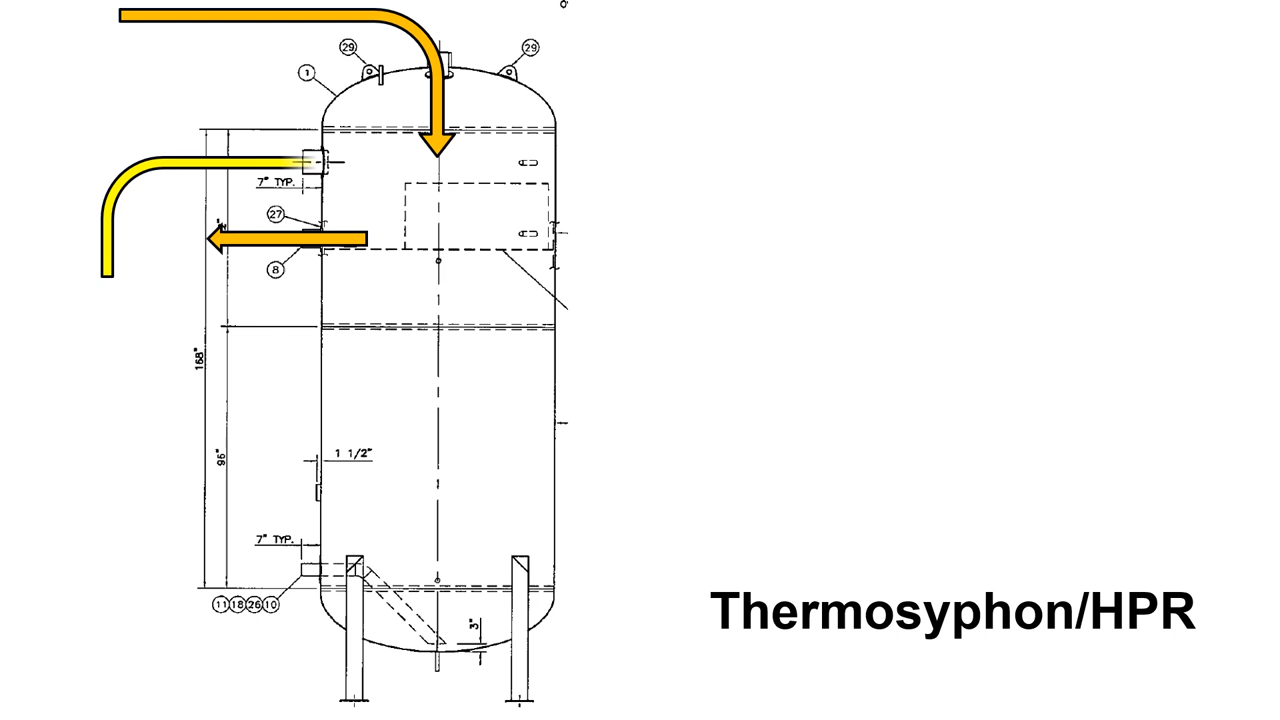 29
29
1
7" TYP.
27
8
168"
96"
1 1/2"
7" TYP.
11 18 26 10
3"
Thermosyphon/HPR